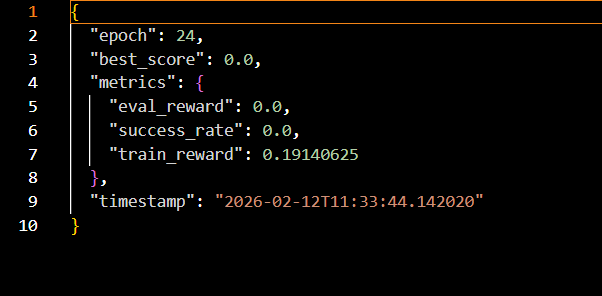 1 {
2 "epoch": 24,
3 "best_score": 0.0,
4 "metrics": {
5 "eval_reward": 0.0,
6 "success_rate": 0.0,
7 "train_reward": 0.19140625
8 },
9 "timestamp": "2026-02-12T11:33:44.142020"
10 }